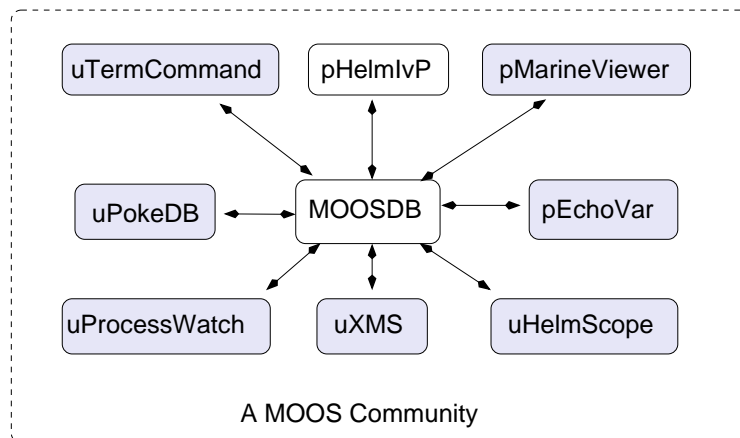 uTermCommand
pHelmIvP
pMarineViewer
uPokeDB
MOOSDB
pEchoVar
uProcessWatch
uXMS
uHelmScope
A MOOS Community